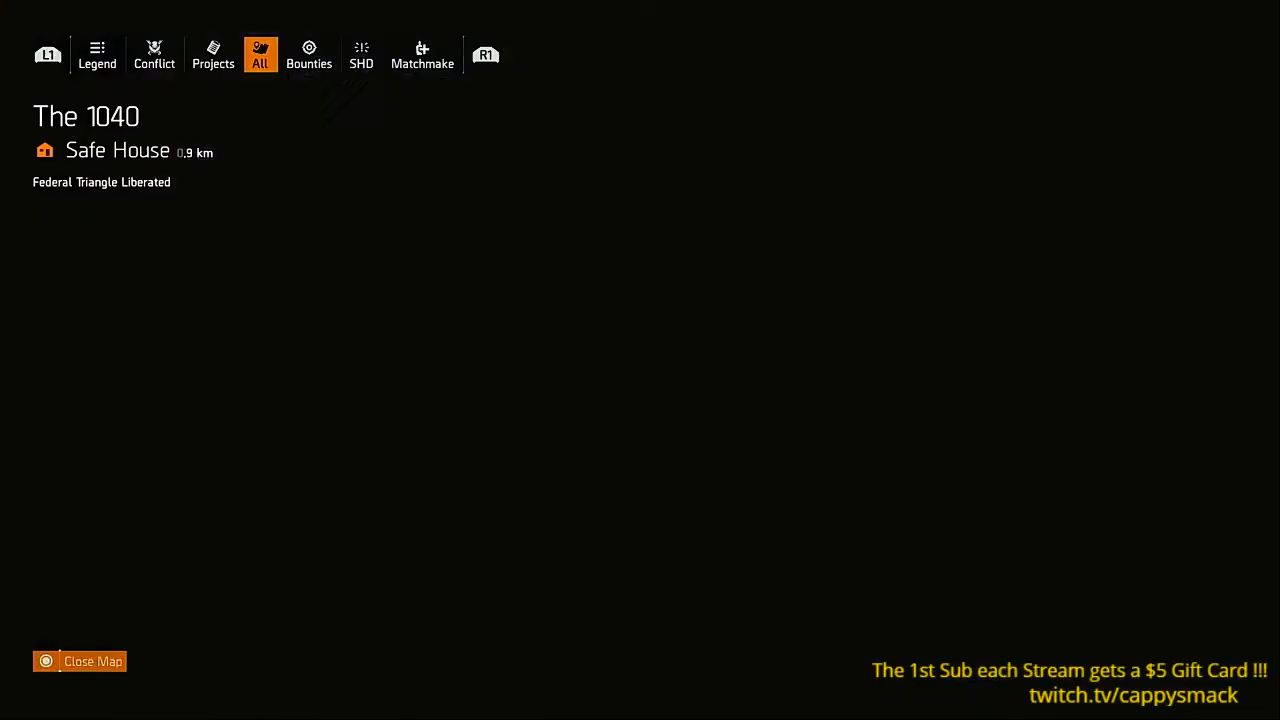 L1 Legend Conflict Projects All Bounties SHD Matchmake R1
The 1040
Safe House 0.9 km
Federal Triangle Liberated
Close Map
The 1st Sub each Stream gets a $5 Gift Card !!!
twitch.tv/cappysmack